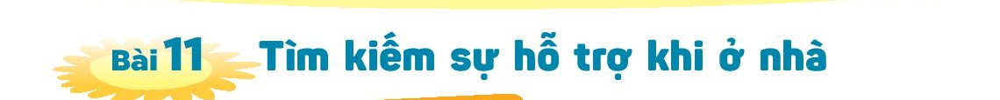 Bài 11 Tìm kiếm sự hỗ trợ khi ở nhà